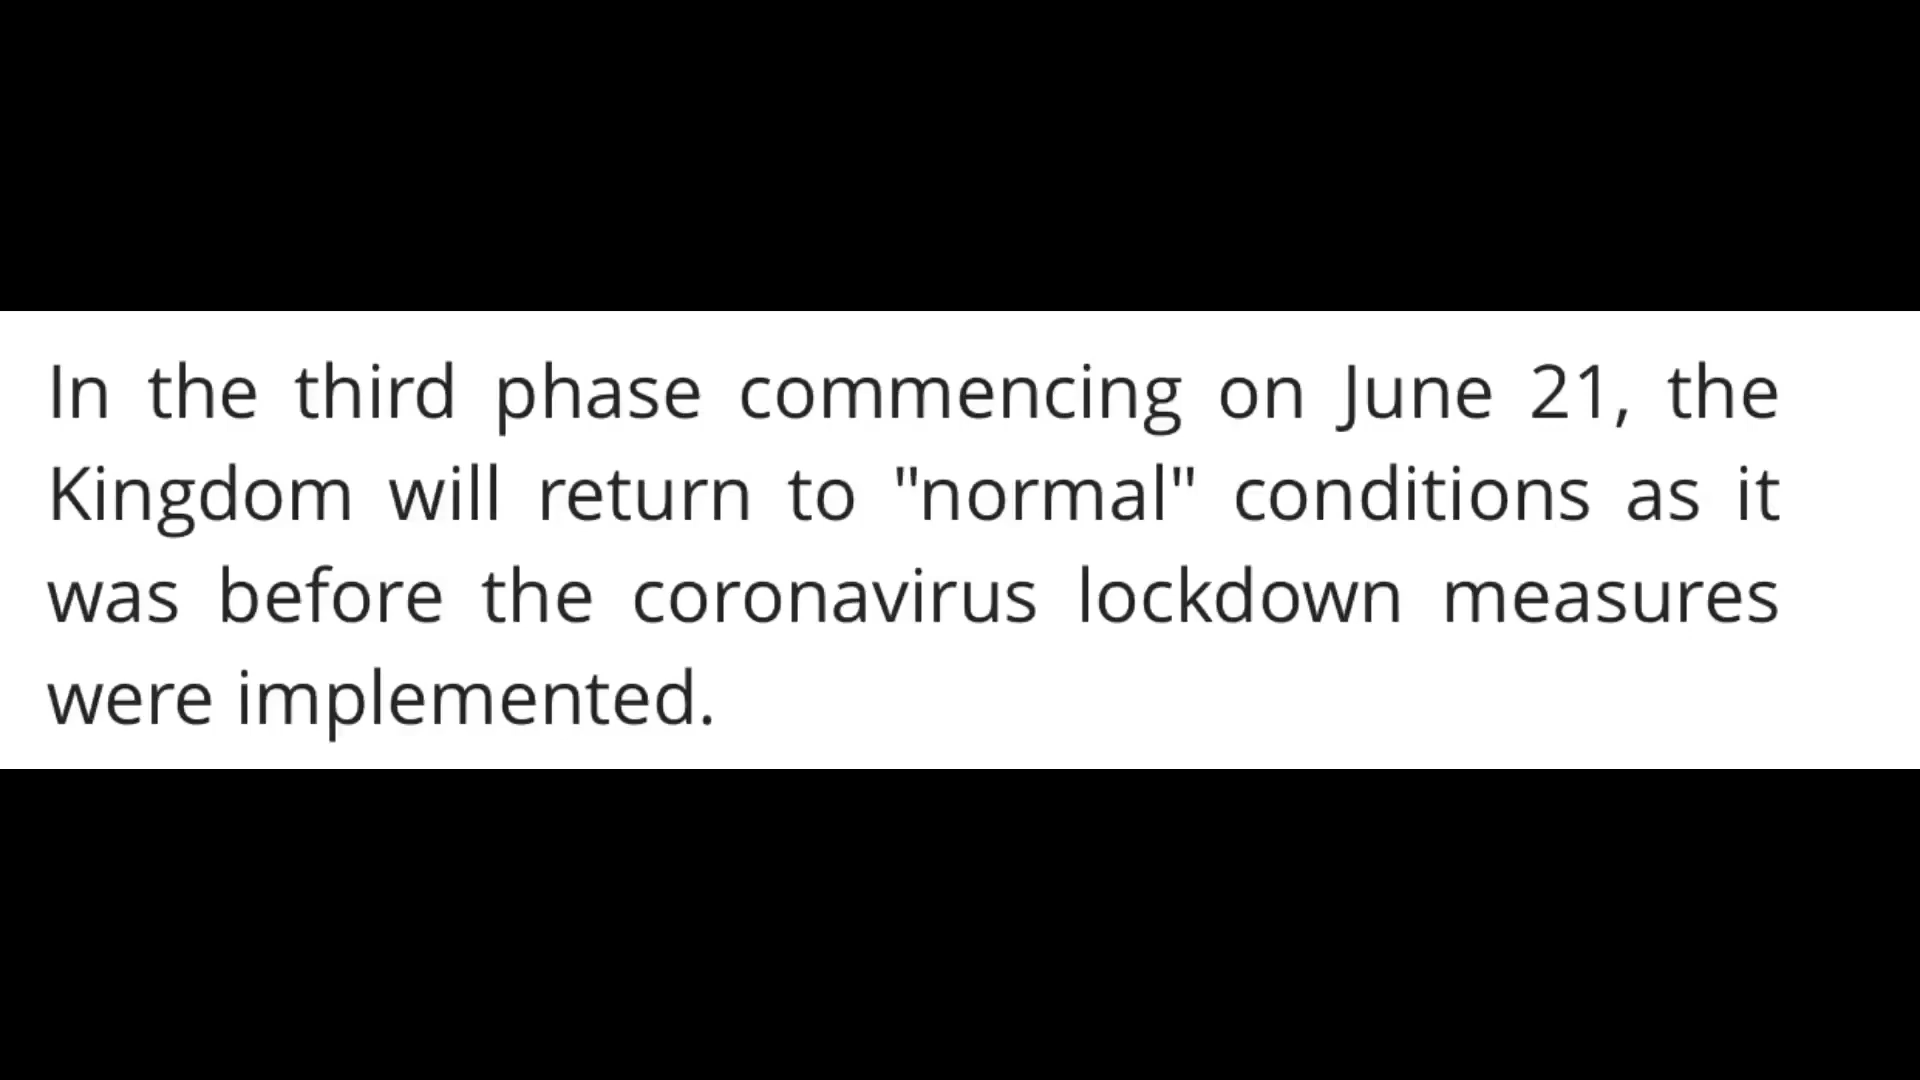 In the third phase commencing on June 21, the
Kingdom will return to "normal" conditions as it
was before the coronavirus lockdown measures
were implemented.